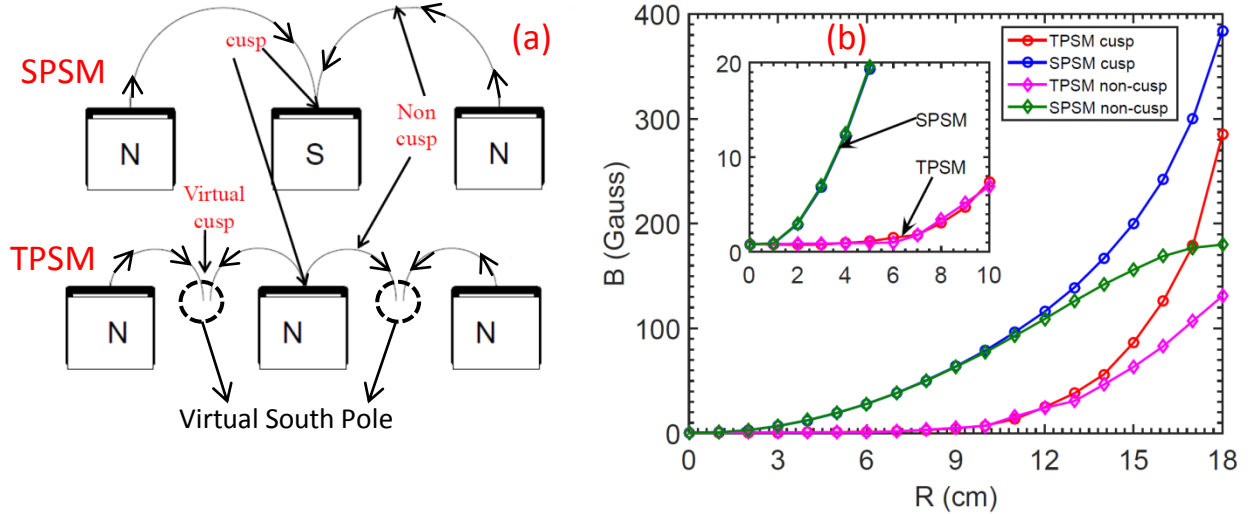 (a)
cusp
SPSM
N
S
N
Non
cusp
Virtual
cusp
TPSM
N
N
N
Virtual South Pole
(b)
400
300
200
100
0
B (Gauss)
0
3
6
9
12
15
18
R (cm)
TPSM cusp
SPSM cusp
TPSM non-cusp
SPSM non-cusp
20
10
0
0
2
4
6
8
10
SPSM
TPSM